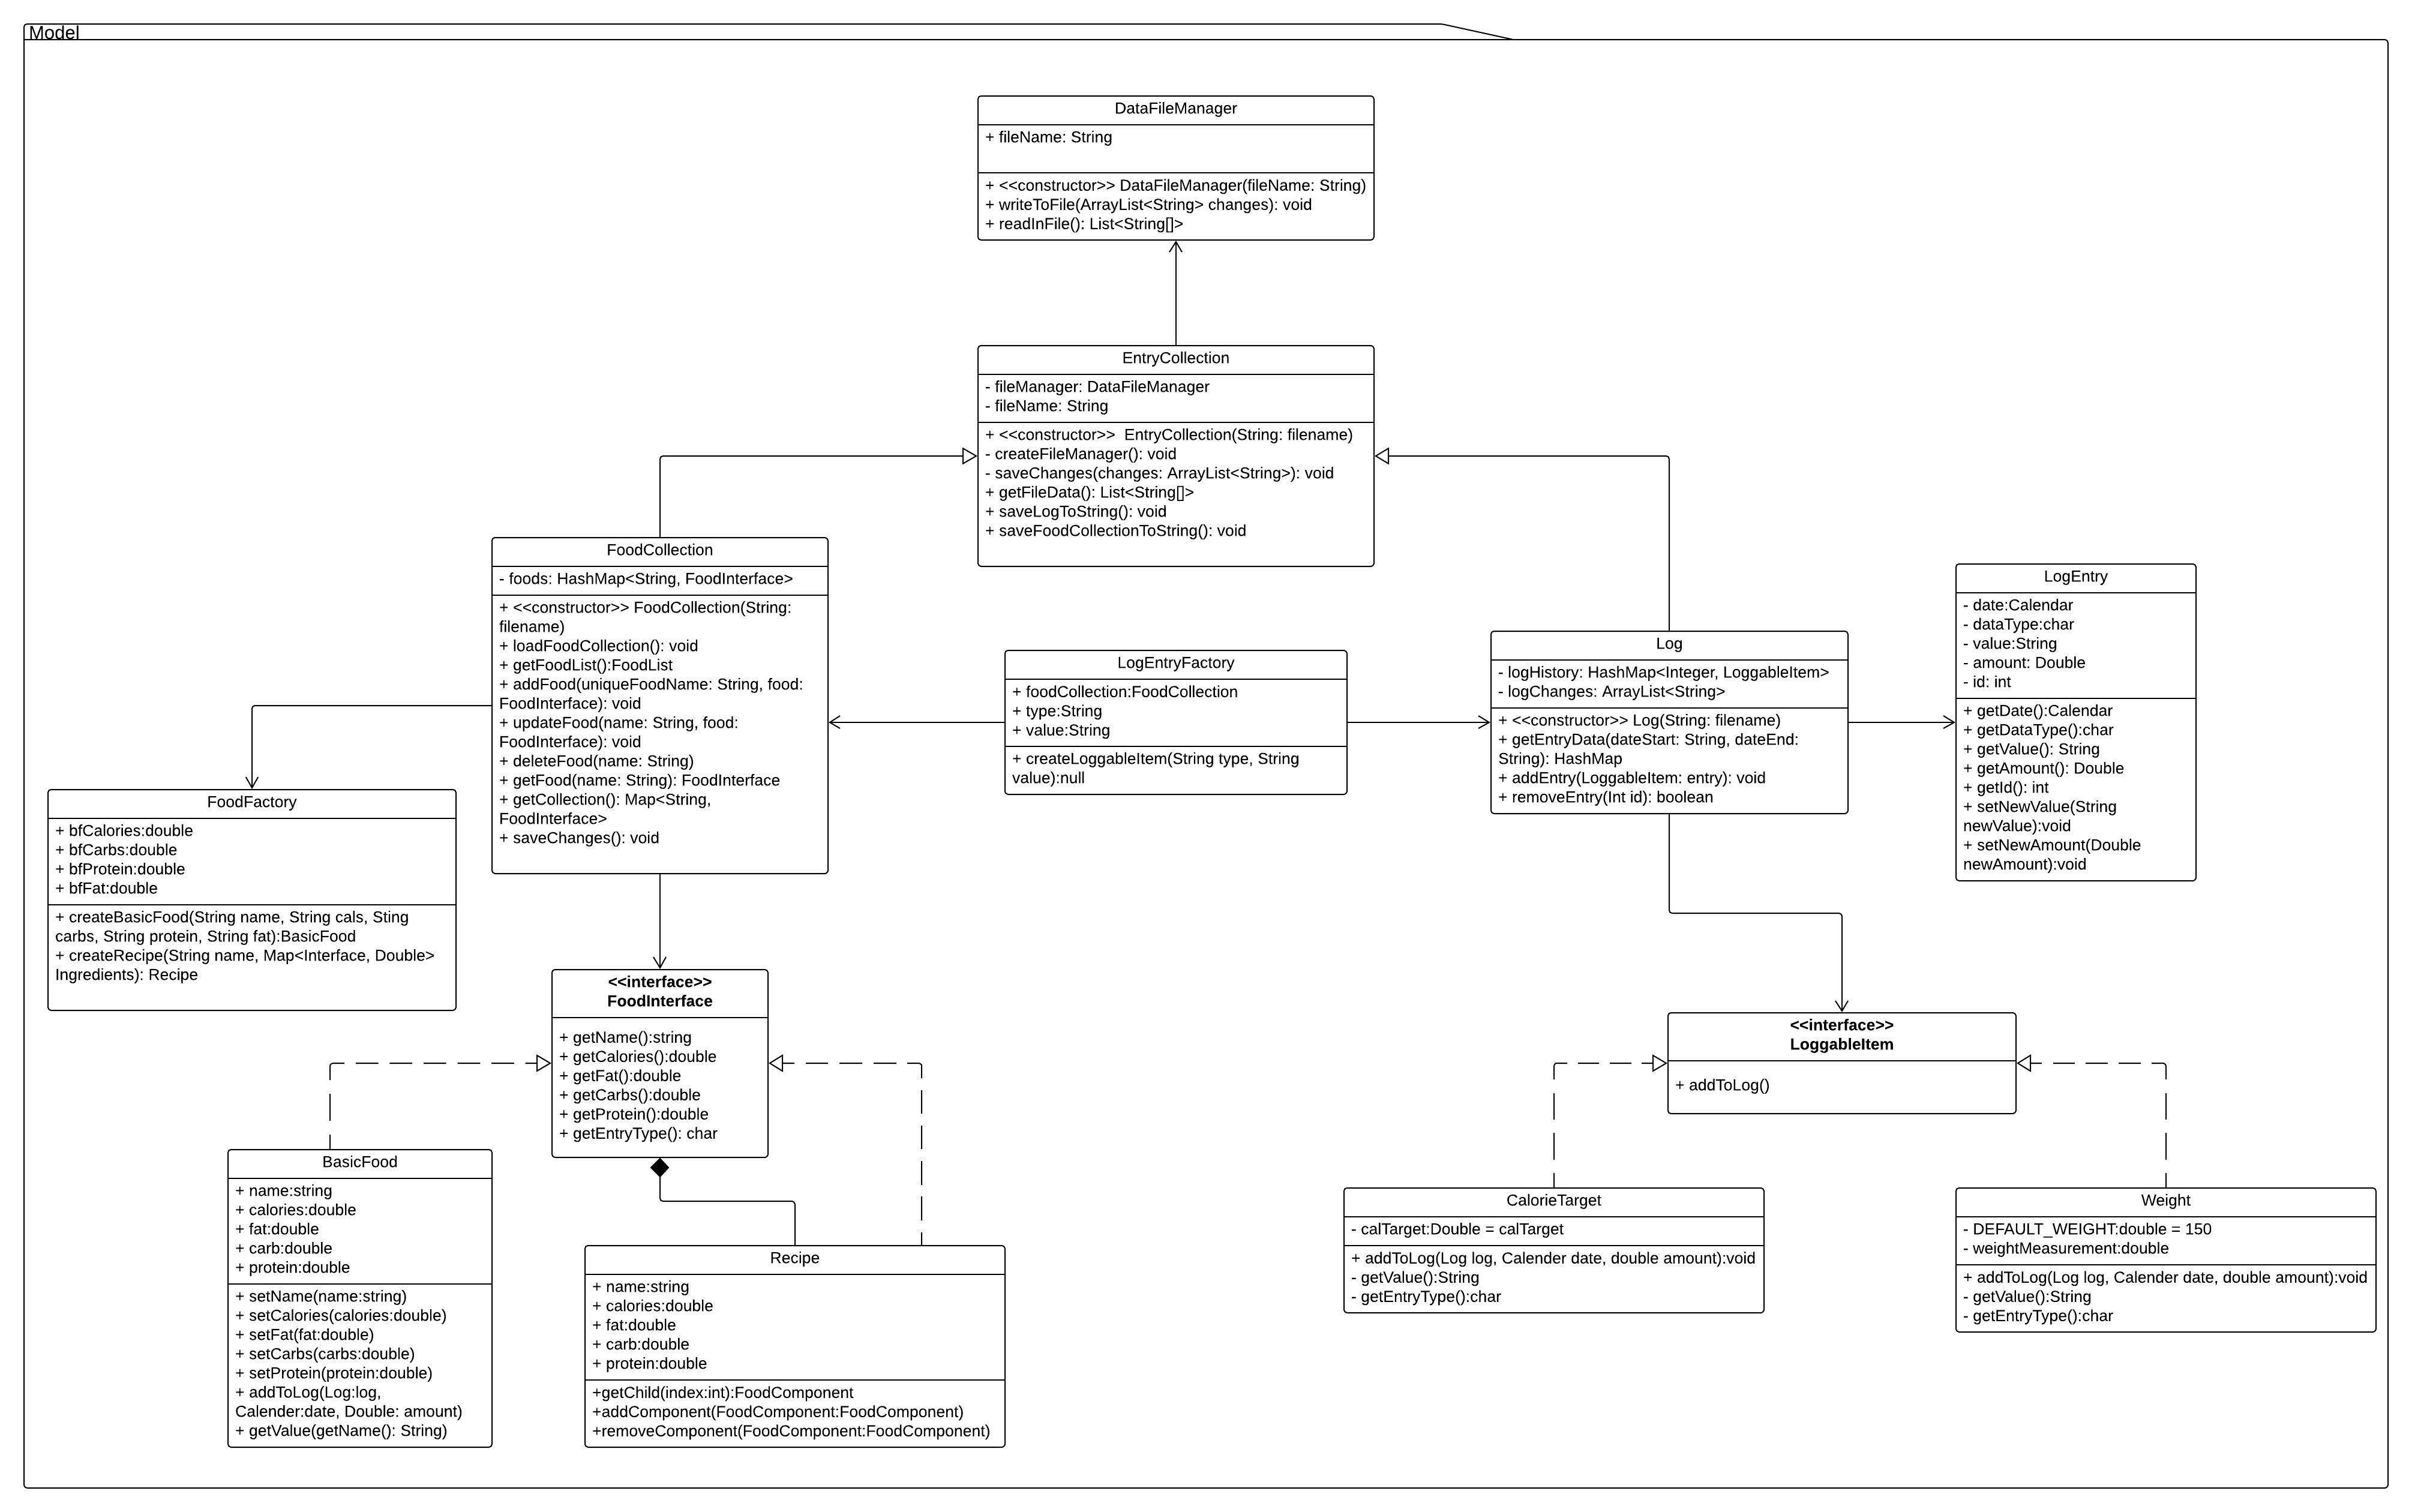 Model
DataFileManager
+ fileName: String
+ <<constructor>> DataFileManager(fileName: String)
+ writeToFile(ArrayList<String> changes): void
+ readInFile(): List<String[]>
EntryCollection
- fileManager: DataFileManager
- fileName: String
+ <<constructor>>  EntryCollection(String: filename)
- createFileManager(): void
- saveChanges(changes: ArrayList<String>): void
+ getFileData(): List<String[]>
+ saveLogToString(): void
+ saveFoodCollectionToString(): void
FoodCollection
- foods: HashMap<String, FoodInterface>
+ <<constructor>> FoodCollection(String:
filename)
+ loadFoodCollection(): void
+ getFoodList():FoodList
+ addFood(uniqueFoodName: String, food:
FoodInterface): void
+ updateFood(name: String, food:
FoodInterface): void
+ deleteFood(name: String)
+ getFood(name: String): FoodInterface
+ getCollection(): Map<String,
FoodInterface>
+ saveChanges(): void
LogEntryFactory
+ foodCollection:FoodCollection
+ type:String
+ value:String
+ createLoggableItem(String type, String
value):null
Log
- logHistory: HashMap<Integer, LoggableItem>
- logChanges: ArrayList<String>
+ <<constructor>> Log(String: filename)
+ getEntryData(dateStart: String, dateEnd:
String): HashMap
+ addEntry(LoggableItem: entry): void
+ removeEntry(Int id): boolean
LogEntry
- date:Calendar
- dataType:char
- value:String
- amount: Double
- id: int
+ getDate():Calendar
+ getDataType():char
+ getValue(): String
+ getAmount(): Double
+ getId(): int
+ setNewValue(String
newValue):void
+ setNewAmount(Double
newAmount):void
FoodFactory
+ bfCalories:double
+ bfCarbs:double
+ bfProtein:double
+ bfFat:double
+ createBasicFood(String name, String cals, Sting
carbs, String protein, String fat):BasicFood
+ createRecipe(String name, Map<Interface, Double>
Ingredients): Recipe
<<interface>>
FoodInterface
+ getName():string
+ getCalories():double
+ getFat():double
+ getCarbs():double
+ getProtein():double
+ getEntryType(): char
<<interface>>
LoggableItem
+ addToLog()
BasicFood
+ name:string
+ calories:double
+ fat:double
+ carb:double
+ protein:double
+ setName(name:string)
+ setCalories(calories:double)
+ setFat(fat:double)
+ setCarbs(carbs:double)
+ setProtein(protein:double)
+ addToLog(Log:log,
Calender:date, Double: amount)
+ getValue(getName(): String)
Recipe
+ name:string
+ calories:double
+ fat:double
+ carb:double
+ protein:double
+getChild(index:int):FoodComponent
+addComponent(FoodComponent:FoodComponent)
+removeComponent(FoodComponent:FoodComponent)
CalorieTarget
- calTarget:Double = calTarget
+ addToLog(Log log, Calender date, double amount):void
- getValue():String
- getEntryType():char
Weight
- DEFAULT_WEIGHT:double = 150
- weightMeasurement:double
+ addToLog(Log log, Calender date, double amount):void
- getValue():String
- getEntryType():char